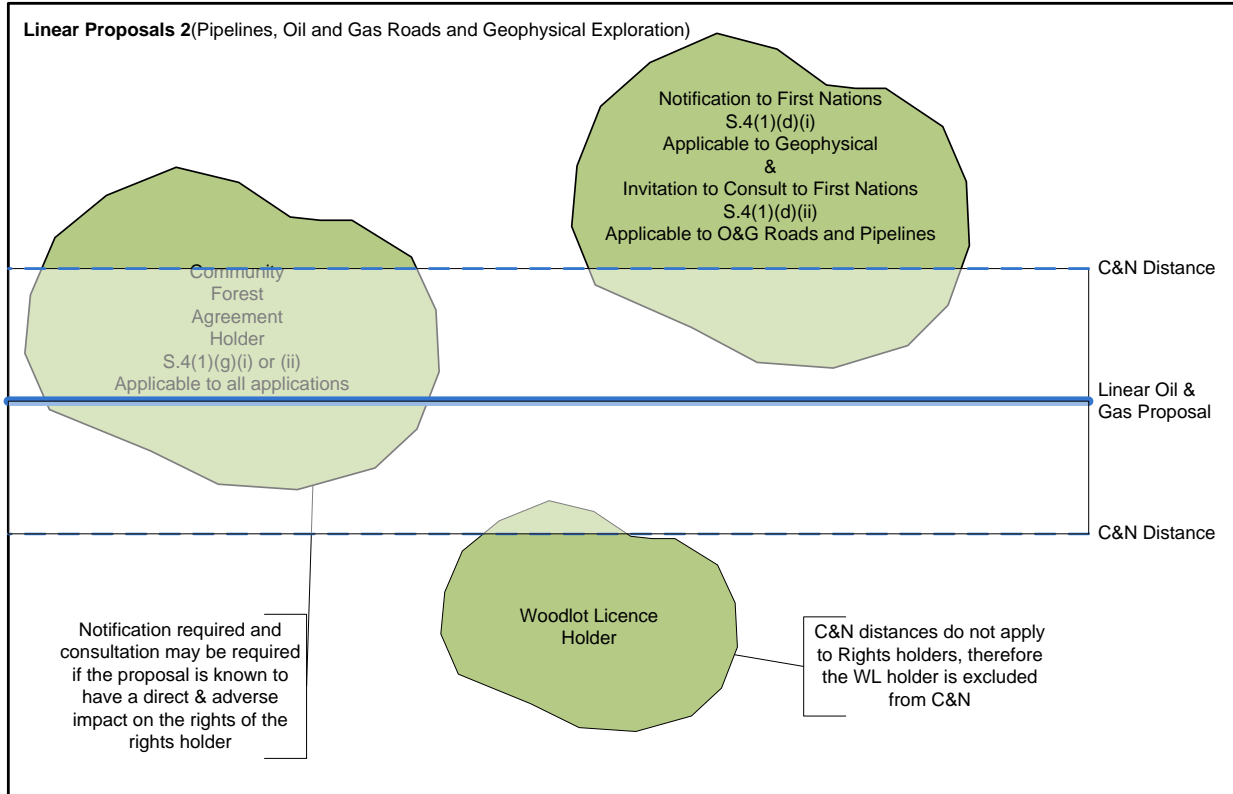 Linear Proposals 2(Pipelines, Oil and Gas Roads and Geophysical Exploration)
Notification to First Nations
S.4(1)(d)(i)
Applicable to Geophysical
&
Invitation to Consult to First Nations
S.4(1)(d)(ii)
Applicable to O&G Roads and Pipelines
Community
Forest
Agreement
Holder
S.4(1)(g)(i) or (ii)
Applicable to all applications
C&N Distance
Linear Oil &
Gas Proposal
C&N Distance
Notification required and
consultation may be required
if the proposal is known to
have a direct & adverse
impact on the rights of the
rights holder
Woodlot Licence
Holder
C&N distances do not apply
to Rights holders, therefore
the WL holder is excluded
from C&N